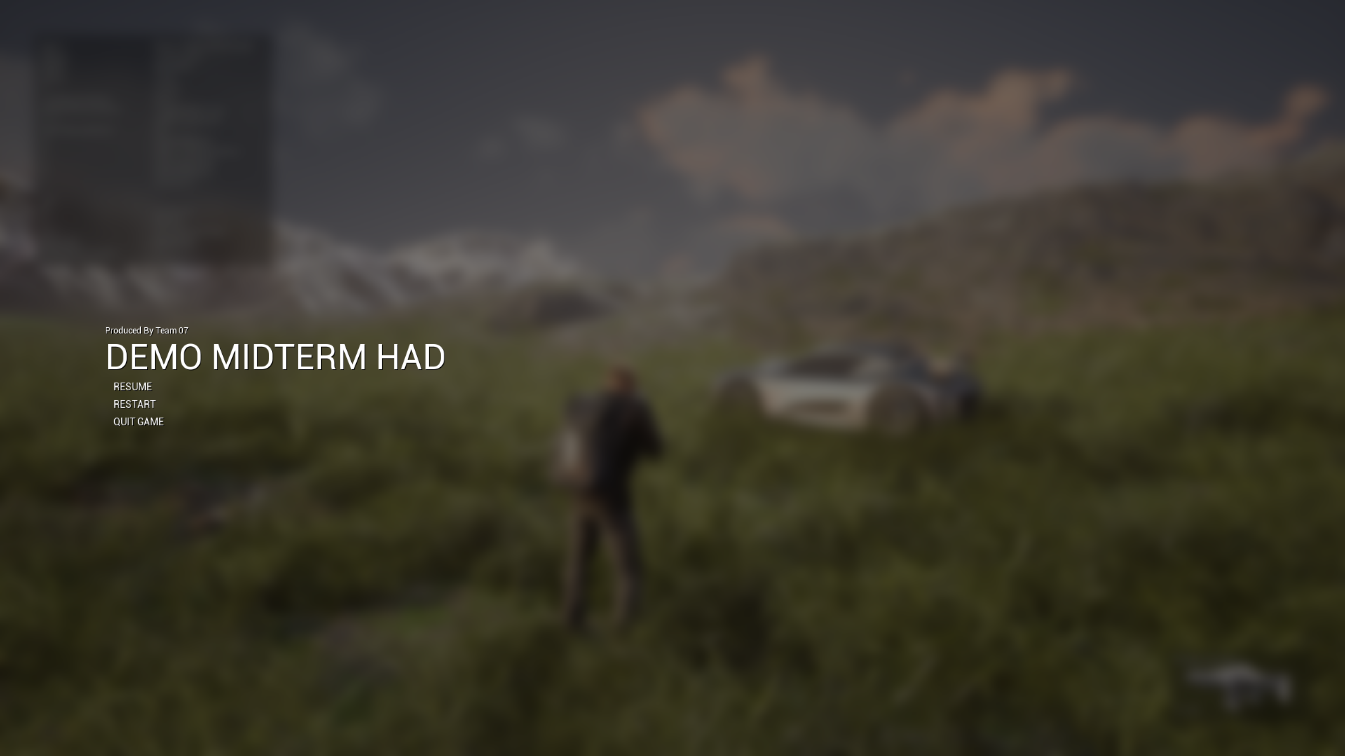 Produced By Team 07
DEMO MIDTERM HAD
RESUME
RESTART
QUIT GAME